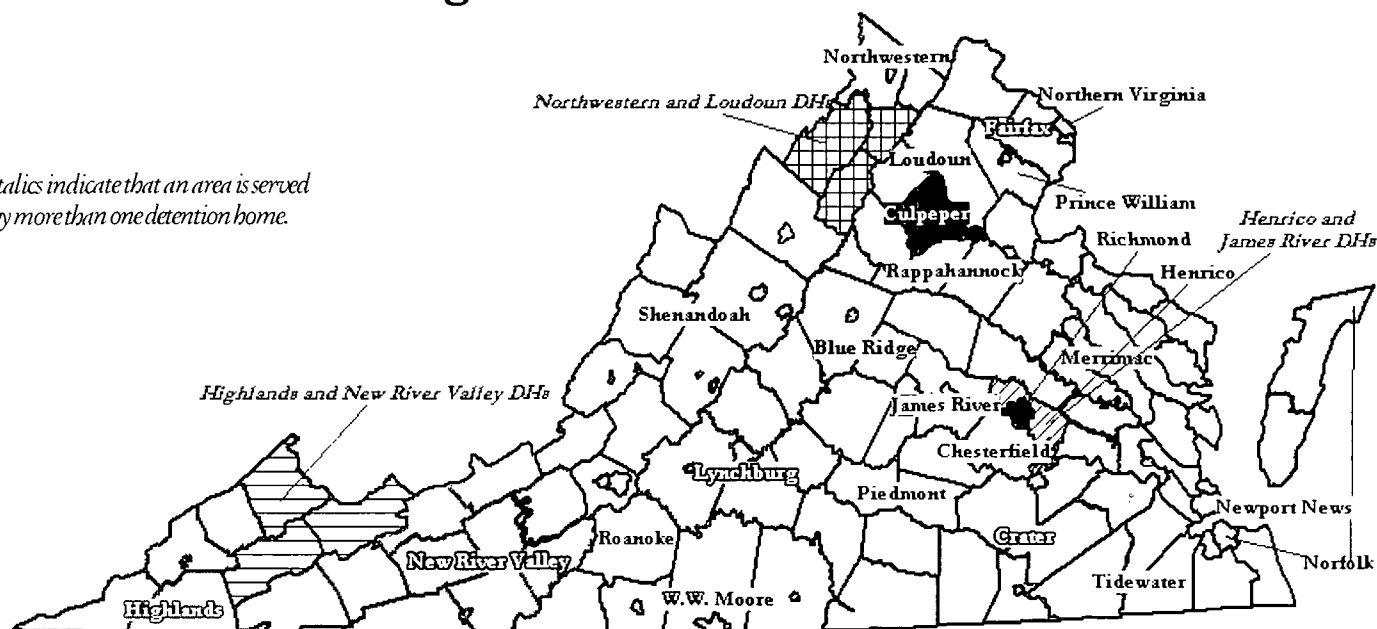 Northwestern
Northwestern and Loudoun DHs
Northern Virginia
Fairfax
talics indicate that an area is served
y more than one detention home.
Loudoun
Prince William
Culpeper
Henrico and
James River DHs
Richmond
Rappahannock
Henrico
Shenandoah
Blue Ridge
Merrimac
Highlands and New River Valley DHs
James River
Chesterfield
Lynchburg
Piedmont
Newport News
Crater
Roanoke
New River Valley
Norfolk
Tidewater
W.W. Moore
Highlands